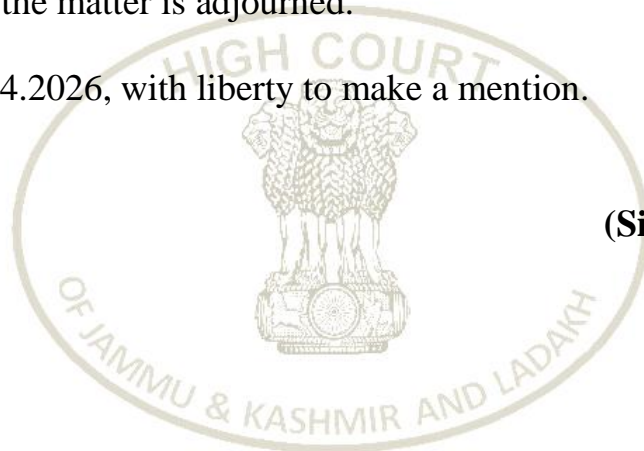 the matter is adjourned.
4.2026, with liberty to make a mention.
(Si
HIGH COURT
OF JAMMU & KASHMIR AND LADAKH